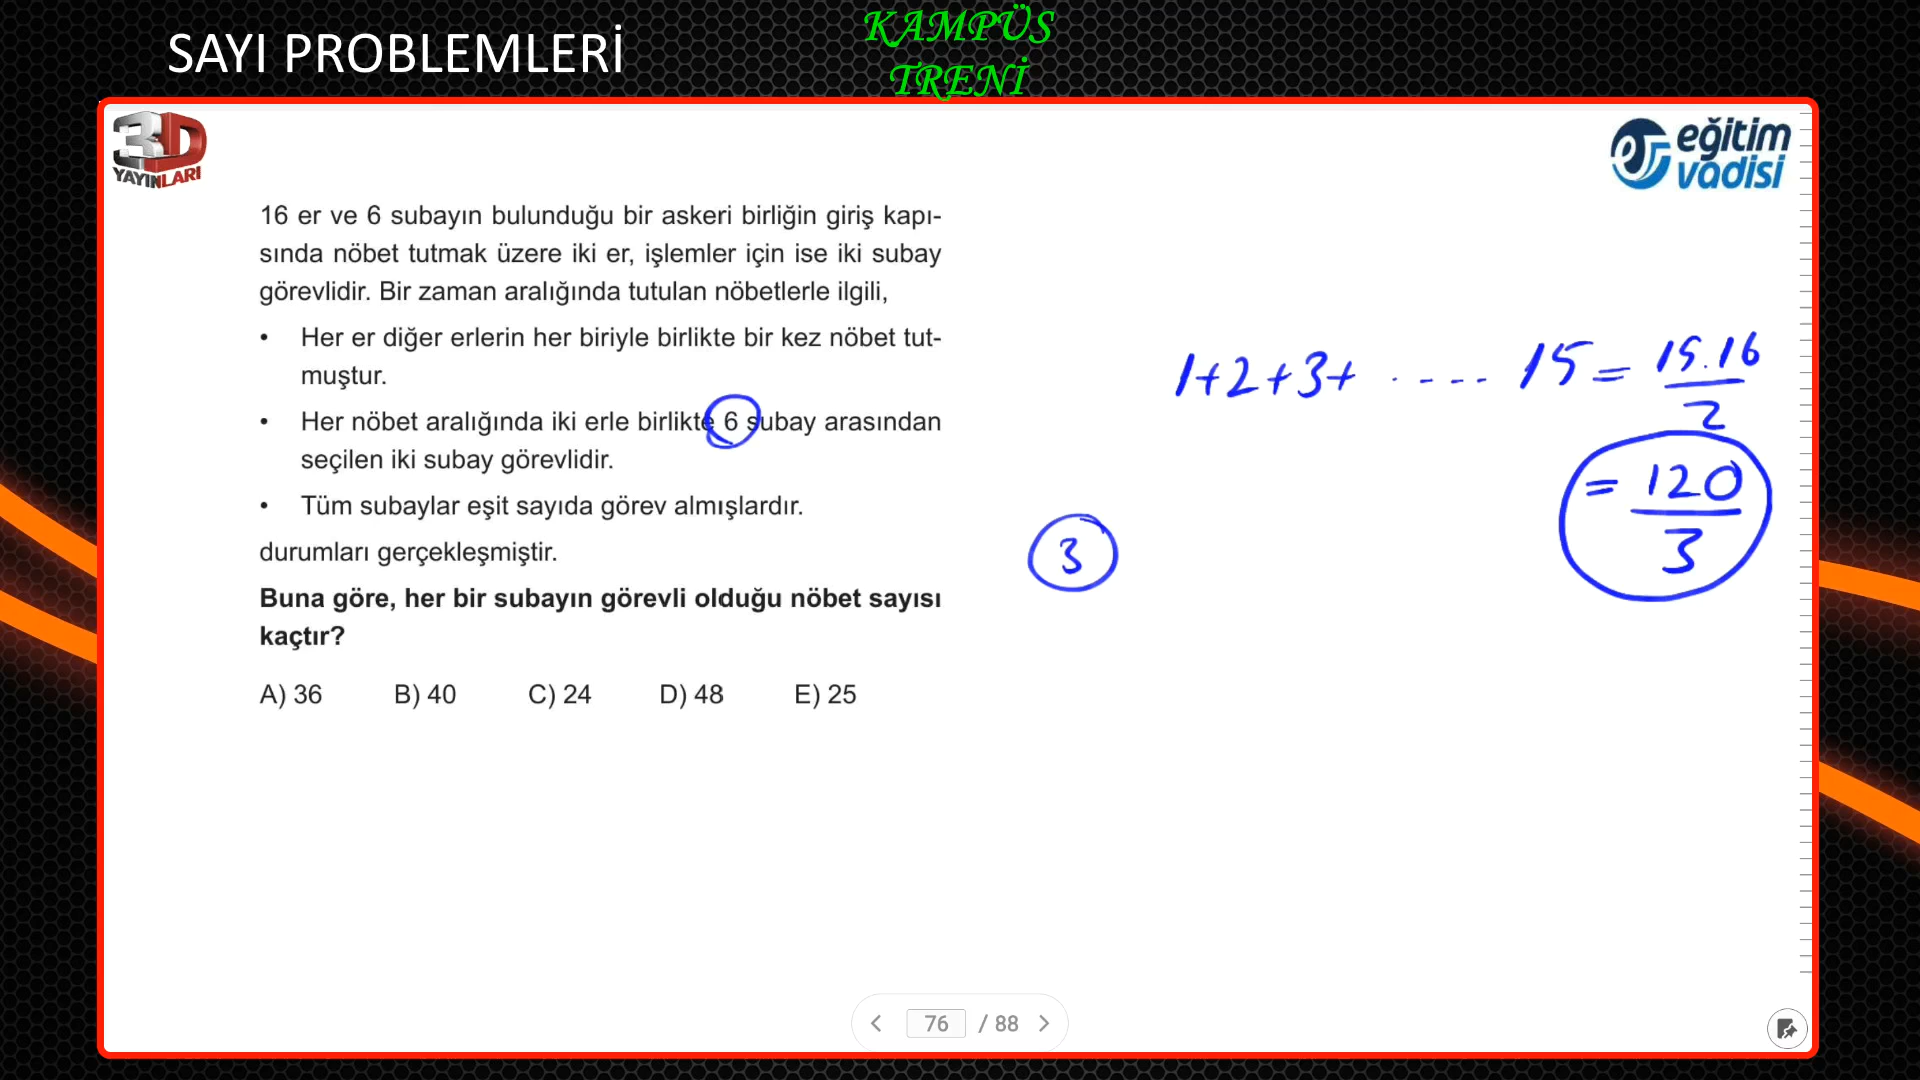 SAYI PROBLEMLERİ
KAMPÜS
TRENİ
3D
YAYINLARI
eğitim
vadisi
16 er ve 6 subayın bulunduğu bir askeri birliğin giriş kapı-
sında nöbet tutmak üzere iki er, işlemler için ise iki subay
görevlidir. Bir zaman aralığında tutulan nöbetlerle ilgili,
• Her er diğer erlerin her biriyle birlikte bir kez nöbet tut-
muştur.
• Her nöbet aralığında iki erle birlikte 6 subay arasından
seçilen iki subay görevlidir.
• Tüm subaylar eşit sayıda görev almışlardır.
durumları gerçekleşmiştir.
Buna göre, her bir subayın görevli olduğu nöbet sayısı
kaçtır?
A) 36 B) 40 C) 24 D) 48 E) 25
1+2+3+ ..... 15 = 15.16
2
= 120
3
3
76 / 88